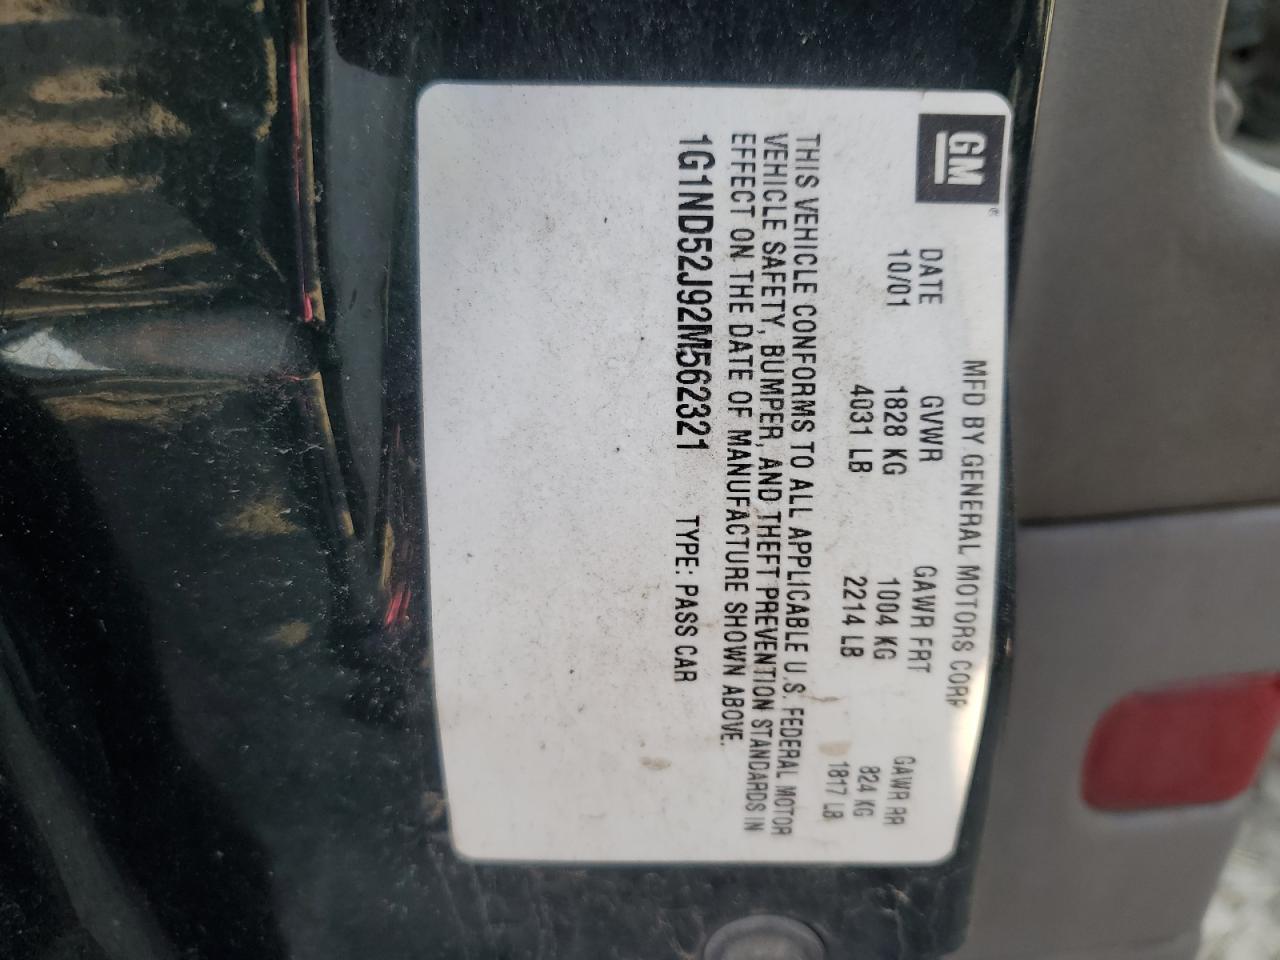 GM
MFD BY GENERAL MOTORS CORP
DATE GVWR GAWR FRT GAWR RR
10/01 1828 KG 1004 KG 824 KG
4031 LB 2214 LB 1817 LB
THIS VEHICLE CONFORMS TO ALL APPLICABLE U.S. FEDERAL MOTOR
VEHICLE SAFETY, BUMPER, AND THEFT PREVENTION STANDARDS IN
EFFECT ON THE DATE OF MANUFACTURE SHOWN ABOVE.
1G1ND52J92M562321 TYPE: PASS CAR